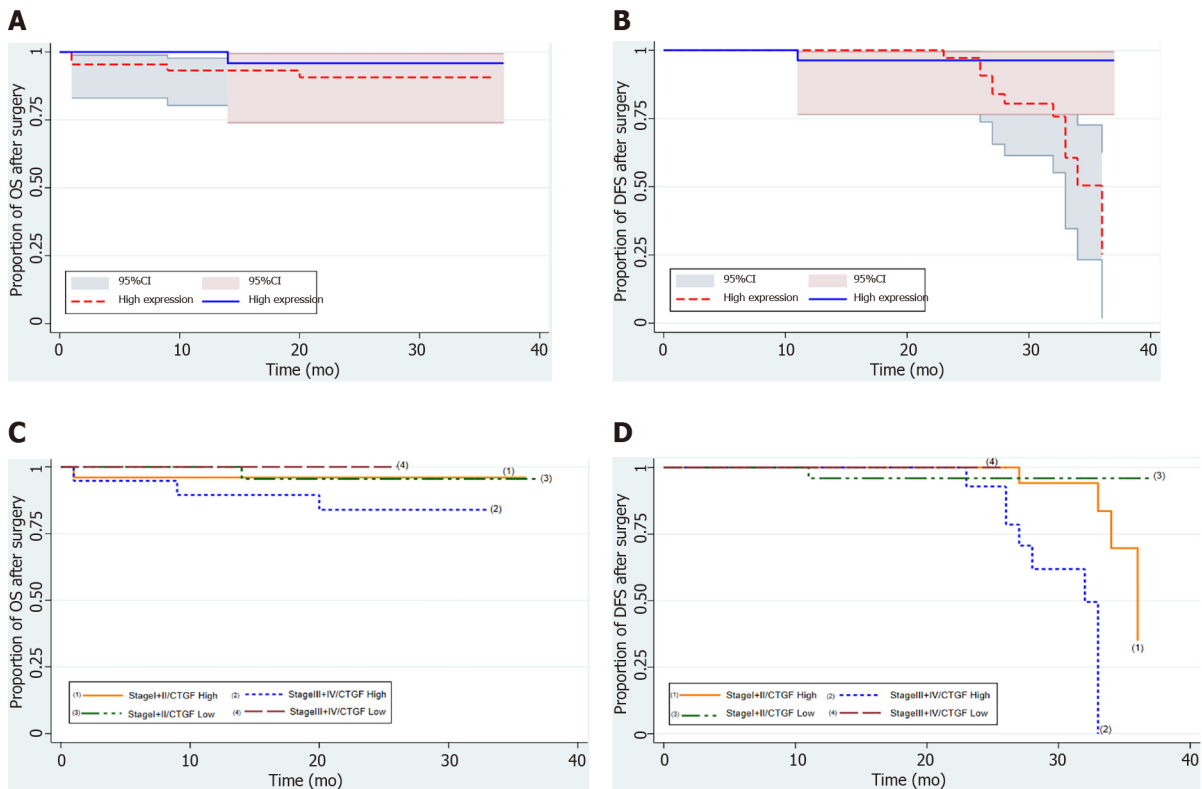 A
Proportion of OS after surgery
1
0.75
0.50
0.25
0
95%CI
95%CI
High expression
High expression
0
10
20
30
40
Time (mo)
B
Proportion of DFS after surgery
1
0.75
0.50
0.25
0
95%CI
95%CI
High expression
High expression
0
10
20
30
40
Time (mo)
C
Proportion of OS after surgery
1
0.75
0.50
0.25
0
(4)
(1)
(3)
(2)
(1) StageI+II/CTGF High
(2) StageIII+IV/CTGF High
(3) StageI+II/CTGF Low
(4) StageIII+IV/CTGF Low
0
10
20
30
40
Time (mo)
D
Proportion of DFS after surgery
1
0.75
0.50
0.25
0
(4)
(3)
(1)
(2)
(1) StageI+II/CTGF High
(2) StageIII+IV/CTGF High
(3) StageI+II/CTGF Low
(4) StageIII+IV/CTGF Low
0
10
20
30
40
Time (mo)